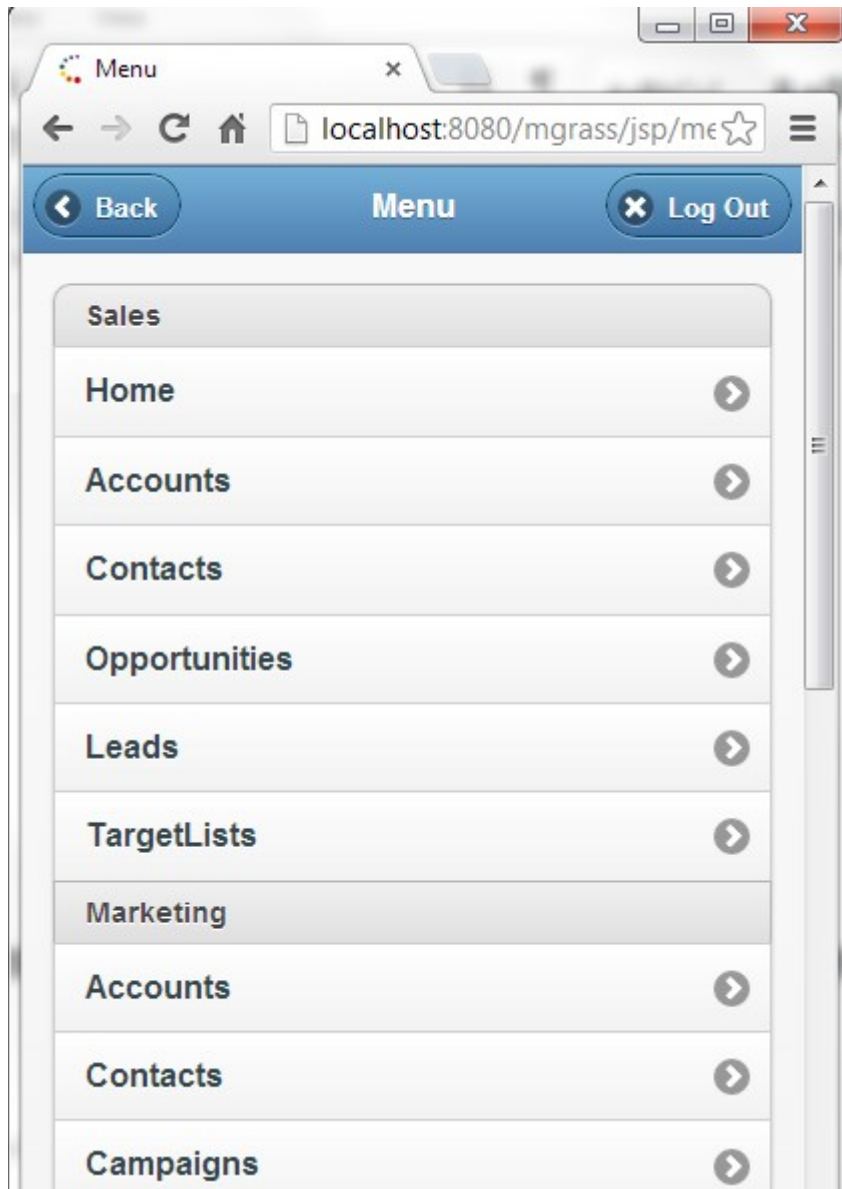 Menu
localhost:8080/mgrass/jsp/me
Back
Menu
Log Out
Sales
Home
Accounts
Contacts
Opportunities
Leads
TargetLists
Marketing
Accounts
Contacts
Campaigns